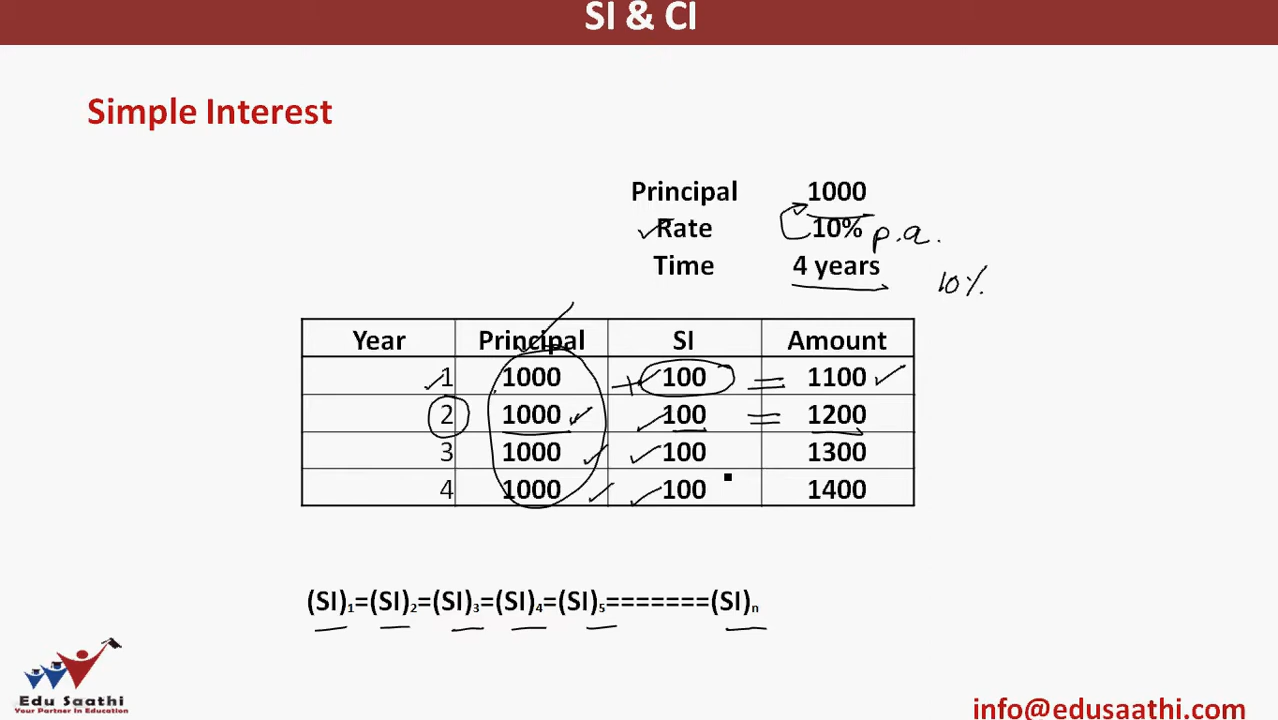 SI & CI
Simple Interest
Principal 1000
Rate 10% p.a.
Time 4 years
10%
Year Principal SI Amount
1 1000 + 100 = 1100
2 1000 100 = 1200
3 1000 100 1300
4 1000 100 1400
(SI)₁=(SI)₂=(SI)₃=(SI)₄=(SI)₅=======(SI)ₙ
Edu Saathi
Your Partner In Education
info@edusaathi.com